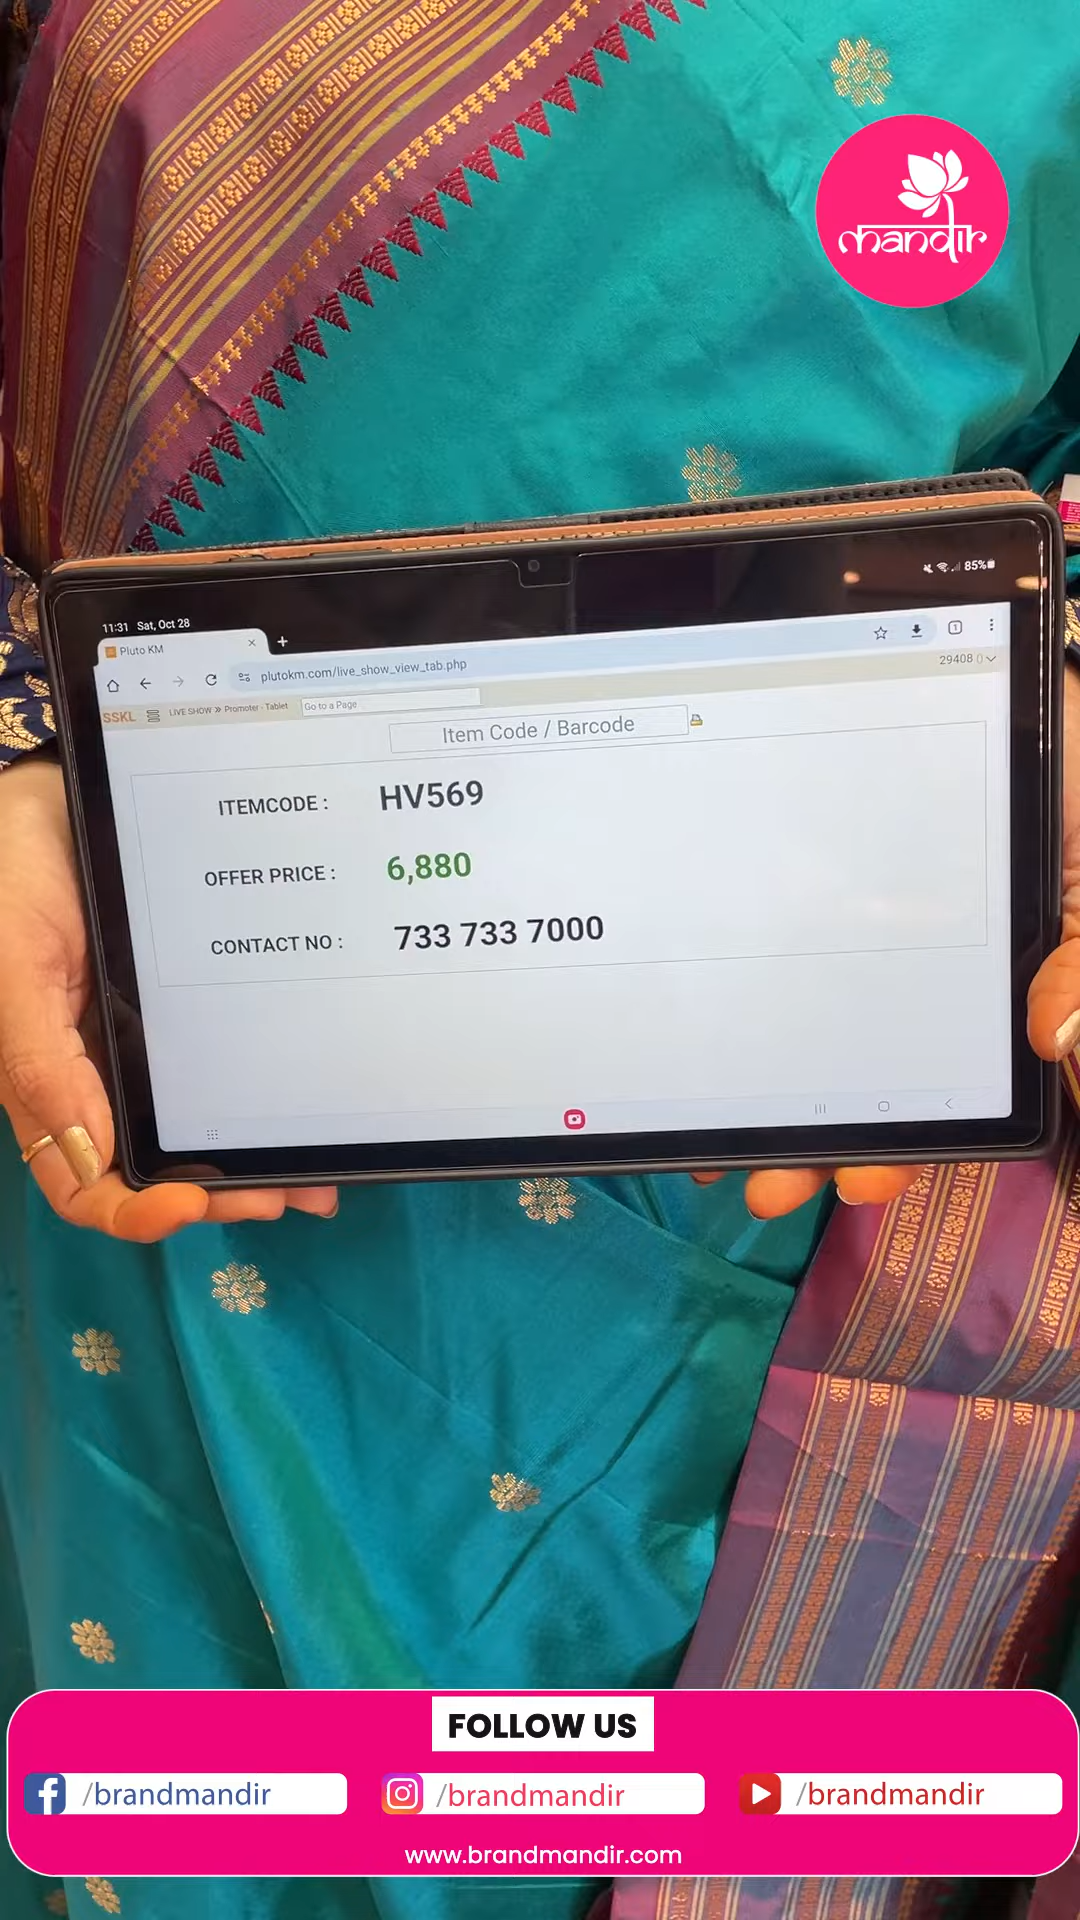 mandir
85%
11:31 Sat, Oct 28
Pluto KM
plutokm.com/live_show_view_tab.php
29408 ()
SSKL LIVE SHOW » Promoter - Tablet Go to a Page
Item Code / Barcode
ITEMCODE : HV569
OFFER PRICE : 6,880
CONTACT NO : 733 733 7000
FOLLOW US
/brandmandir /brandmandir /brandmandir
www.brandmandir.com